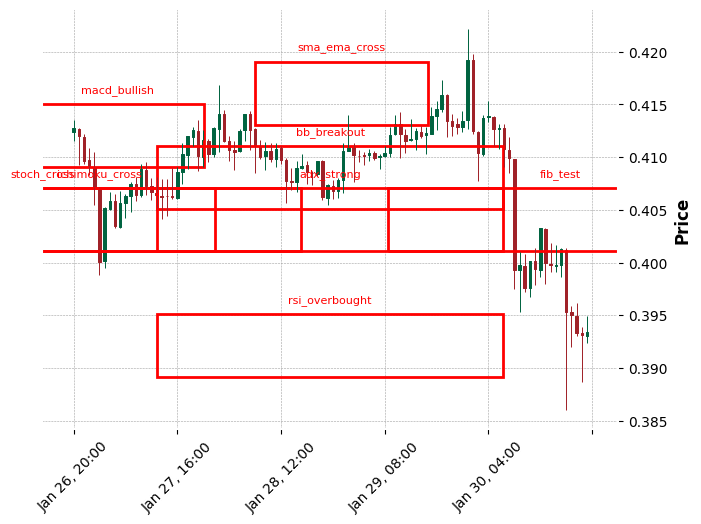 sma_ema_cross
0.420
macd_bullish
0.415
bb_breakout
0.410
stoch_cross
ichimoku_cross
adx_strong
fib_test
0.405
Price
0.400
rsi_overbought
0.395
0.390
0.385
Jan 26, 20:00
Jan 27, 16:00
Jan 28, 12:00
Jan 29, 08:00
Jan 30, 04:00